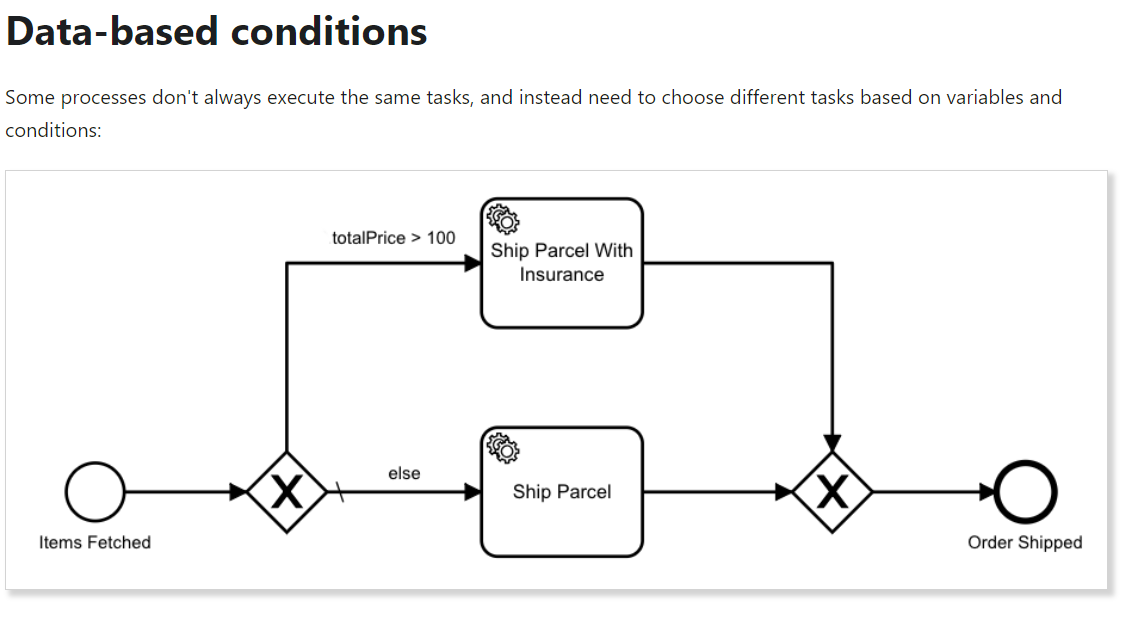 Data-based conditions
Some processes don't always execute the same tasks, and instead need to choose different tasks based on variables and
conditions:
totalPrice > 100
Ship Parcel With
Insurance
else
X
Ship Parcel
X
Items Fetched
Order Shipped